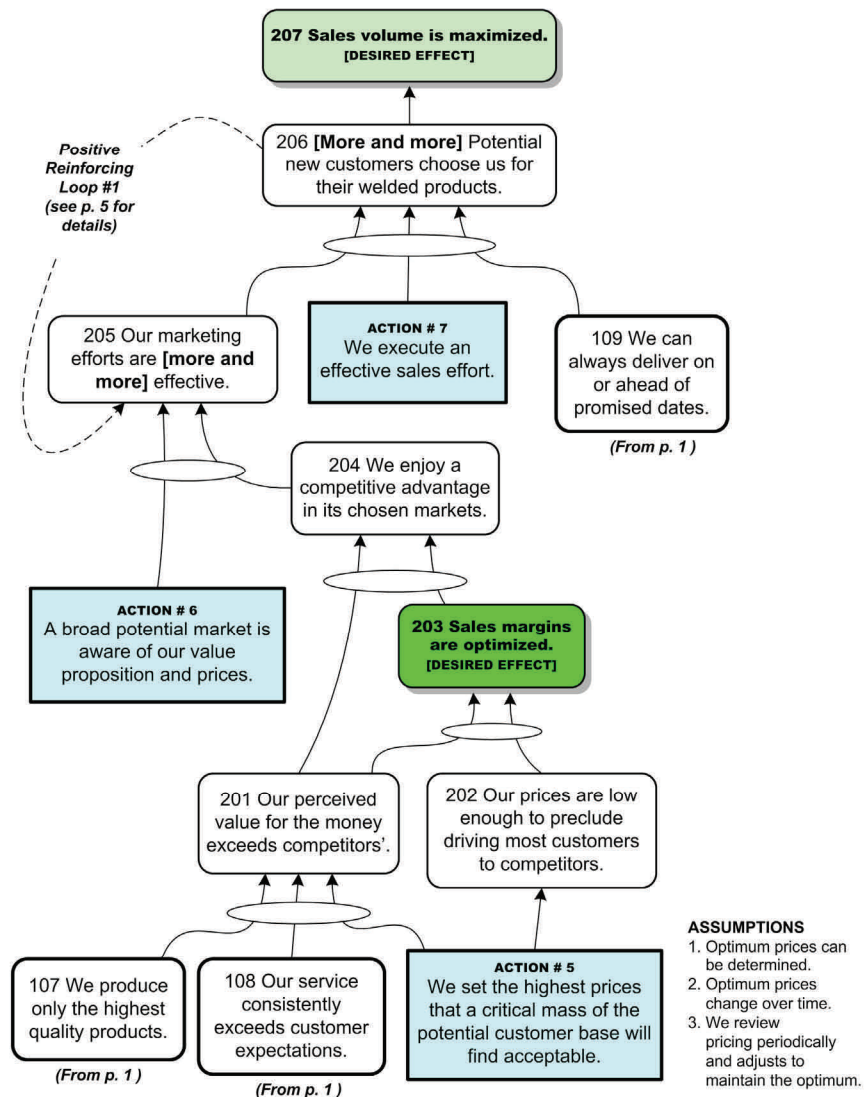 207 Sales volume is maximized.
[DESIRED EFFECT]
206 [More and more] Potential
new customers choose us for
their welded products.
Positive
Reinforcing
Loop #1
(see p. 5 for
details)
205 Our marketing
efforts are [more and
more] effective.
ACTION # 7
We execute an
effective sales effort.
109 We can
always deliver on
or ahead of
promised dates.
(From p. 1 )
204 We enjoy a
competitive advantage
in its chosen markets.
ACTION # 6
A broad potential market is
aware of our value
proposition and prices.
203 Sales margins
are optimized.
[DESIRED EFFECT]
201 Our perceived
value for the money
exceeds competitors’.
202 Our prices are low
enough to preclude
driving most customers
to competitors.
107 We produce
only the highest
quality products.
(From p. 1 )
108 Our service
consistently
exceeds customer
expectations.
(From p. 1 )
ACTION # 5
We set the highest prices
that a critical mass of the
potential customer base will
find acceptable.
ASSUMPTIONS
1. Optimum prices can
be determined.
2. Optimum prices
change over time.
3. We review
pricing periodically
and adjusts to
maintain the optimum.